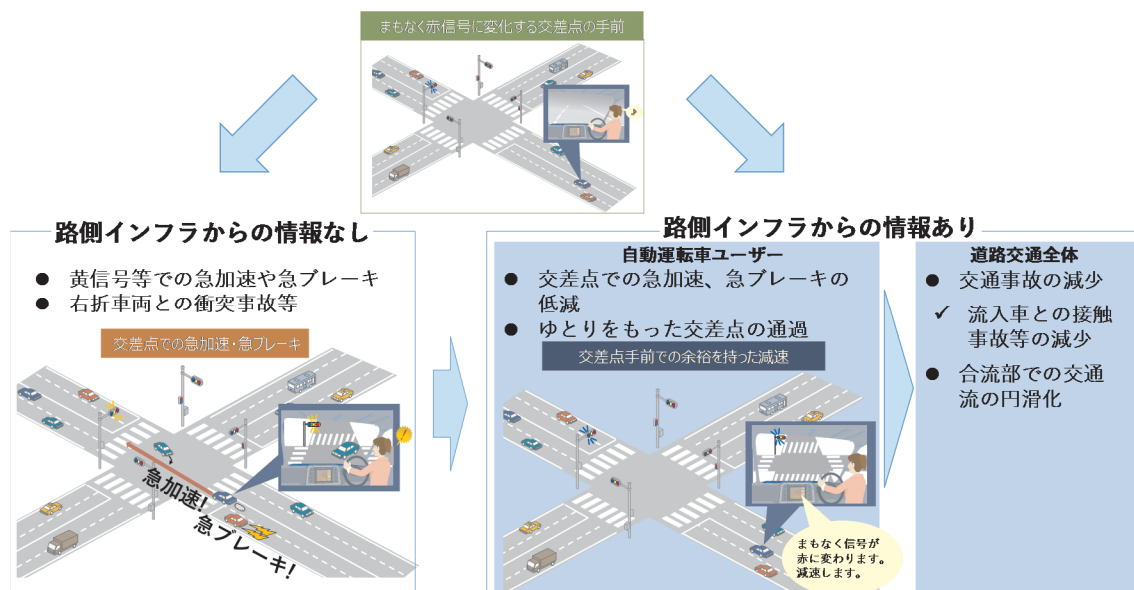 まもなく赤信号に変化する交差点の手前
路側インフラからの情報なし
● 黄信号等での急加速や急ブレーキ
● 右折車両との衝突事故等
交差点での急加速・急ブレーキ
急加速!
急ブレーキ!
路側インフラからの情報あり
自動運転車ユーザー
● 交差点での急加速、急ブレーキの
低減
● ゆとりをもった交差点の通過
交差点手前での余裕を持った減速
まもなく信号が
赤に変わります。
減速します。
道路交通全体
● 交通事故の減少
✓ 流入車との接触
事故等の減少
● 合流部での交通
流の円滑化